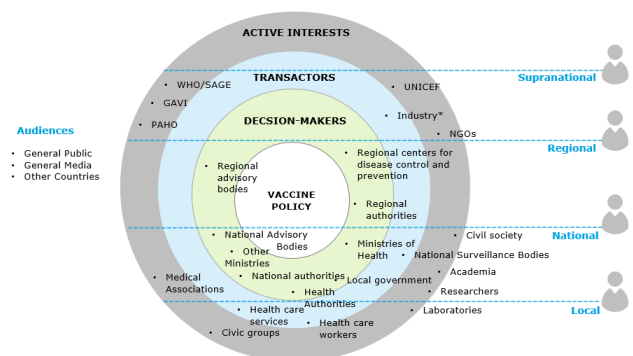 ACTIVE INTERESTS
TRANSACTORS
Supranational
• WHO/SAGE
• UNICEF
• GAVI
• Industry*
DECSION-MAKERS
• PAHO
• NGOs
Audiences
Regional
• General Public
• General Media
• Other Countries
• Regional advisory bodies
• Regional centers for
disease control and
prevention
VACCINE
POLICY
• Regional
authorities
• National Advisory
Bodies
• Civil society
National
• Other
Ministries
• Ministries of
Health
• National Surveillance Bodies
• Medical
Associations
• National authorities
• Local government
• Academia
• Health
Authorities
• Researchers
• Health care
services
• Laboratories
Local
• Civic groups
• Health care
workers